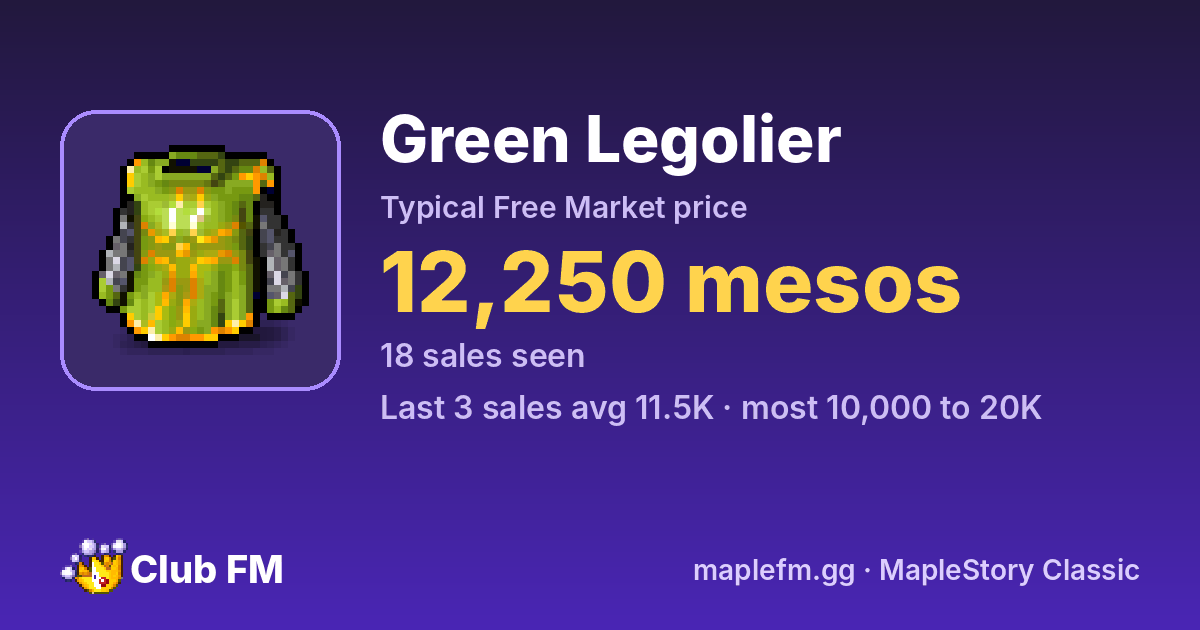 Green Legolier
Typical Free Market price
12,250 mesos
18 sales seen
Last 3 sales avg 11.5K · most 10,000 to 20K
Club FM
maplefm.gg · MapleStory Classic